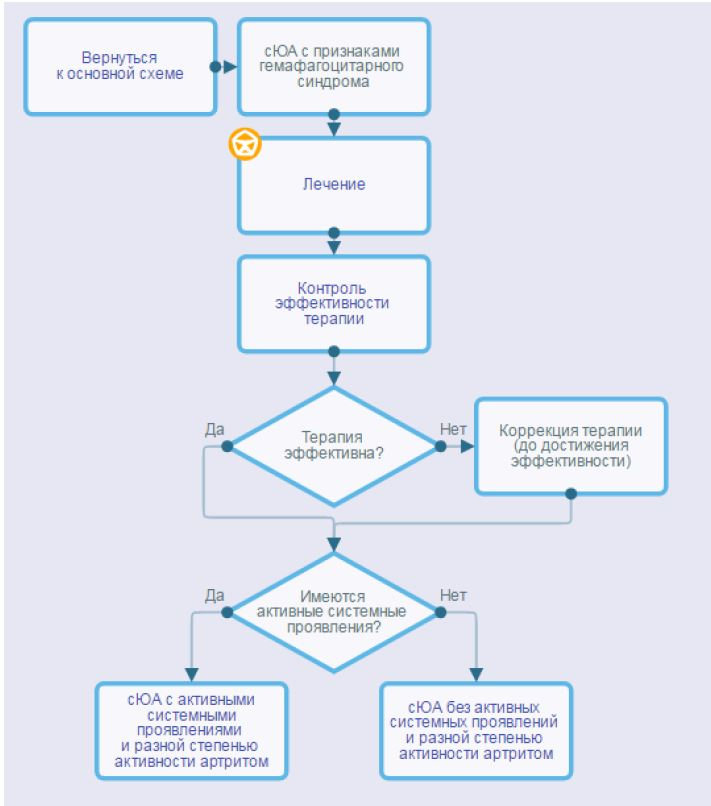 Вернуться
к основной схеме
сЮА с признаками
гемафагоцитарного
синдрома
Лечение
Контроль
эффективности
терапии
Да
Терапия
эффективна?
Нет
Коррекция терапии
(до достижения
эффективности)
Да
Имеются
активные системные
проявления?
Нет
сЮА с активными
системными
проявлениями
и разной степенью
активности артритом
сЮА без активных
системных проявлений
и разной степенью
активности артритом